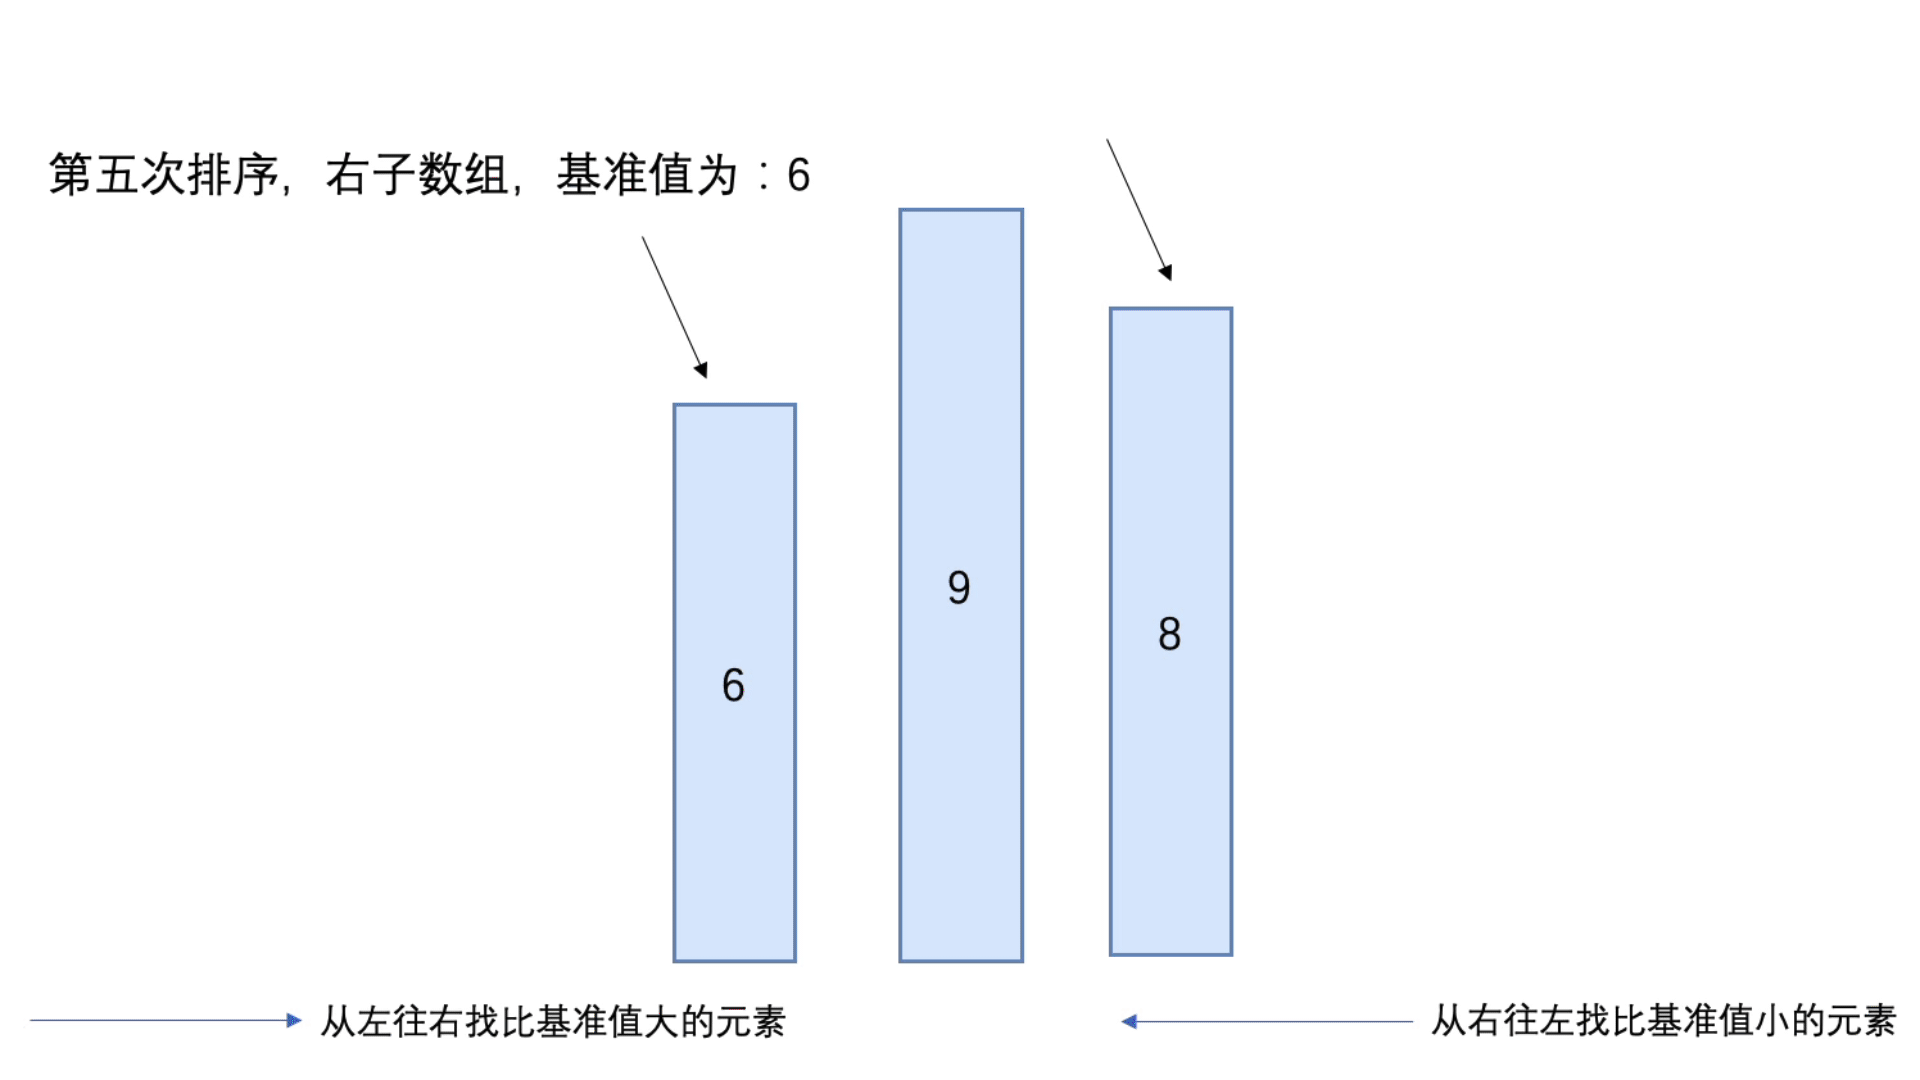 第五次排序，右子数组，基准值为：6
9
8
6
从左往右找比基准值大的元素
从右往左找比基准值小的元素